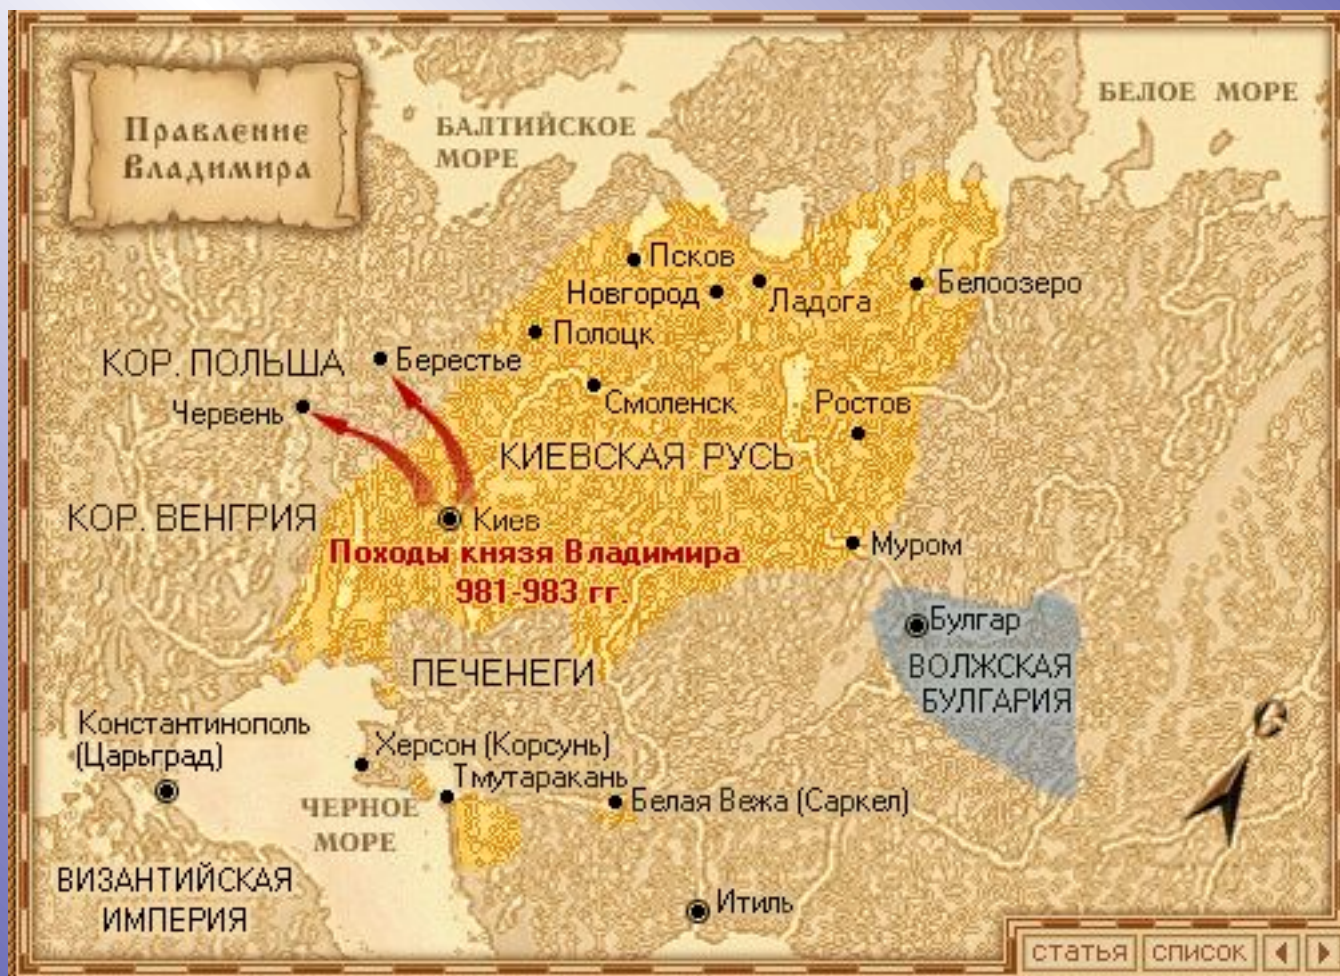 Правление
Владимира
БАЛТИЙСКОЕ
МОРЕ
БЕЛОЕ МОРЕ
Псков
Новгород
Ладога
Белоозеро
Полоцк
КОР. ПОЛЬША
Берестье
Червень
Смоленск
Ростов
КИЕВСКАЯ РУСЬ
КОР. ВЕНГРИЯ
Киев
Походы князя Владимира
981-983 гг.
Муром
Булгар
ВОЛЖСКАЯ
БУЛГАРИЯ
ПЕЧЕНЕГИ
Константинополь
(Царьград)
Херсон (Корсунь)
Тмутаракань
Белая Вежа (Саркел)
ЧЕРНОЕ
МОРЕ
ВИЗАНТИЙСКАЯ
ИМПЕРИЯ
Итиль
С
статья список